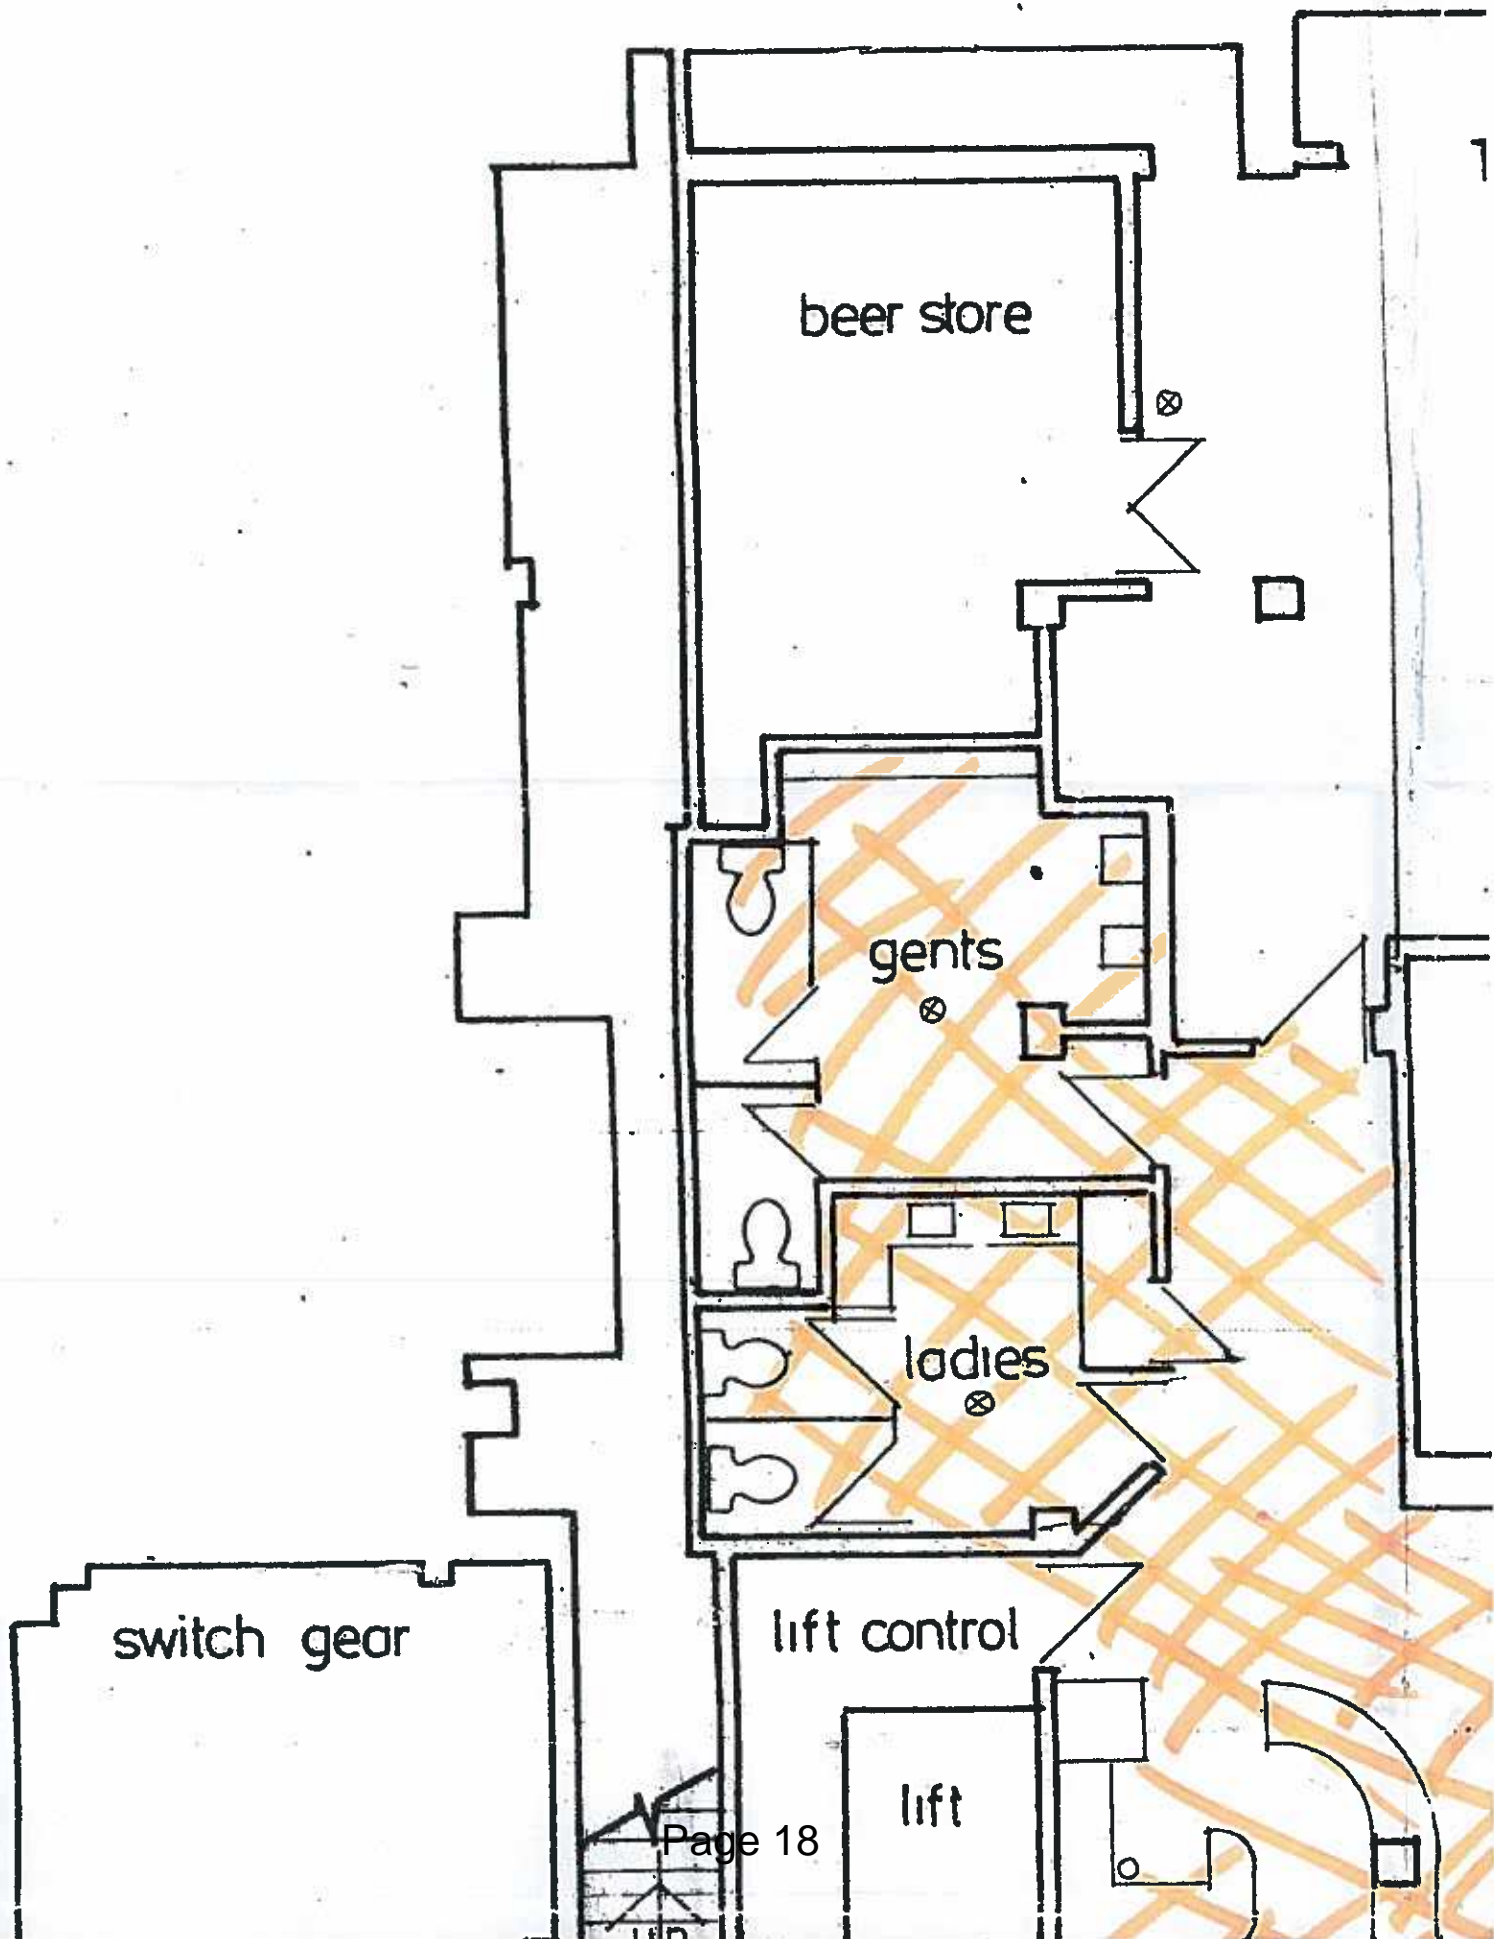 beer store
gents
ladies
switch gear
lift control
lift
Page 18